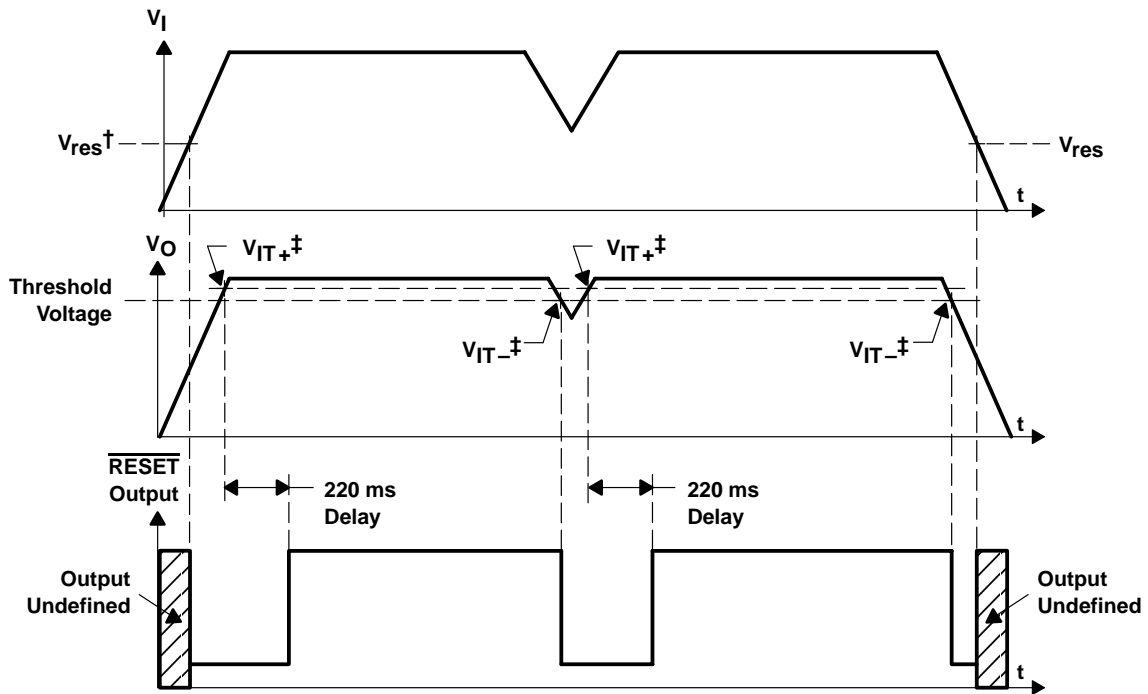 VI
Vres†
Vres
t
VO
VIT+‡
VIT+‡
Threshold
Voltage
VIT–‡
VIT–‡
t
RESET
Output
220 ms
Delay
220 ms
Delay
Output
Undefined
Output
Undefined
t